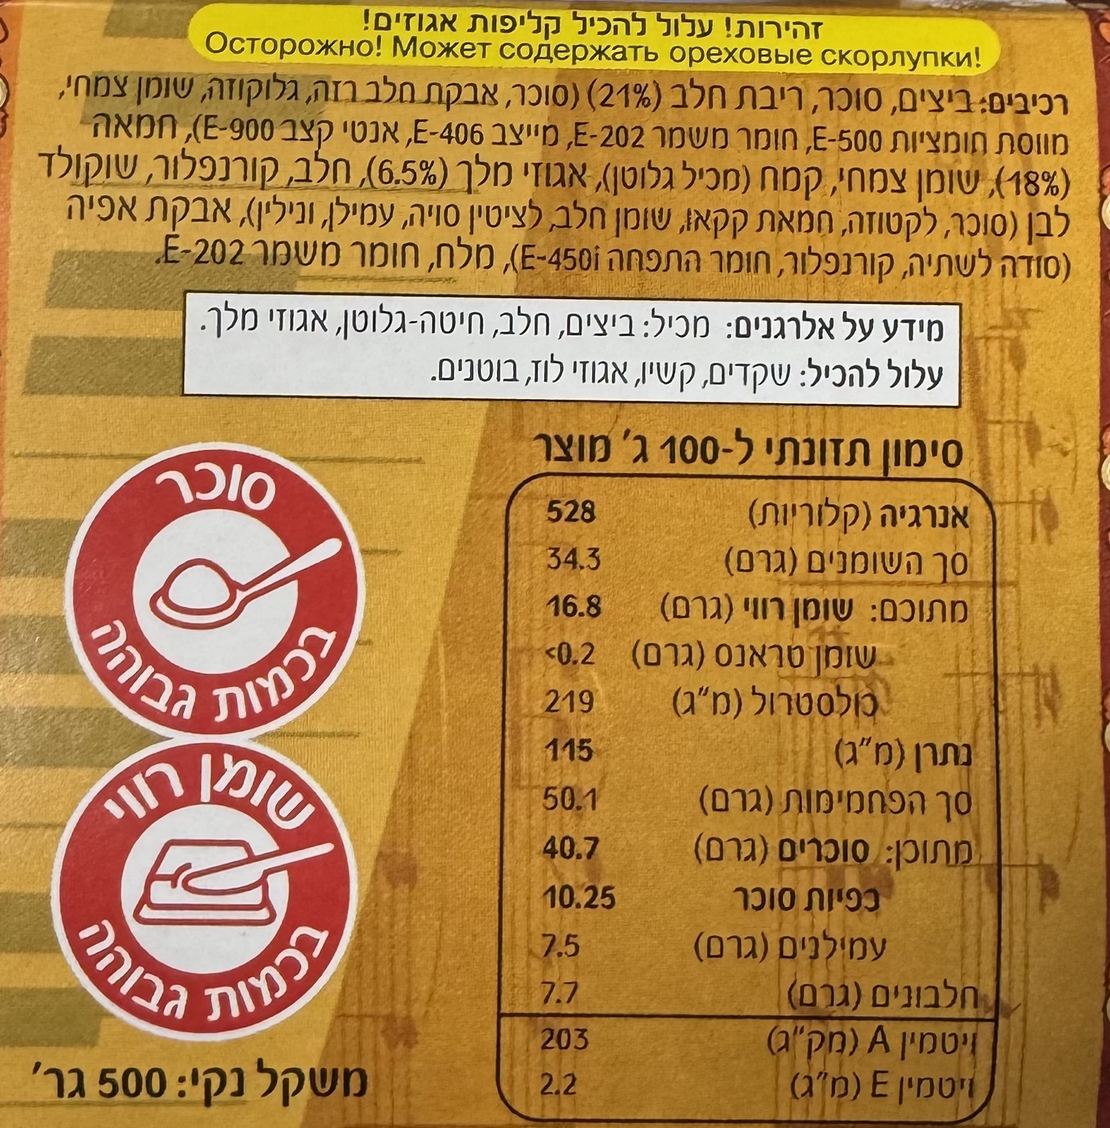 זהירות! עלול להכיל קליפות אגוזים!
Осторожно! Может содержать ореховые скорлупки!
רכיבים: ביצים, סוכר, ריבת חלב (21%) (סוכר, אבקת חלב רזה, גלוקוזה, שומן צמחי,
מווסת חומציות E-500, חומר משמר E-202, מייצב E-406, אנטי קצב E-900), חמאה
(18%), שומן צמחי, קמח (מכיל גלוטן), אגוזי מלך (6.5%), חלב, קורנפלור, שוקולד
לבן (סוכר, לקטוזה, חמאת קקאו, שומן חלב, לציטין סויה, עמילן, ונילין), אבקת אפיה
(סודה לשתיה, קורנפלור, חומר התפחה E-450i), מלח, חומר משמר E-202.
מידע על אלרגנים: מכיל: ביצים, חלב, חיטה-גלוטן, אגוזי מלך.
עלול להכיל: שקדים, קשיו, אגוזי לוז, בוטנים.
סימון תזונתי ל-100 ג' מוצר
אנרגיה (קלוריות) 528
סך השומנים (גרם) 34.3
מתוכם: שומן רווי (גרם) 16.8
שומן טראנס (גרם) <0.2
כולסטרול (מ"ג) 219
נתרן (מ"ג) 115
סך הפחמימות (גרם) 50.1
מתוכן: סוכרים (גרם) 40.7
כפיות סוכר 10.25
עמילנים (גרם) 7.5
חלבונים (גרם) 7.7
ויטמין A (מק"ג) 203
ויטמין E (מ"ג) 2.2
סוכר
בכמות גבוהה
שומן רווי
בכמות גבוהה
משקל נקי: 500 גר'